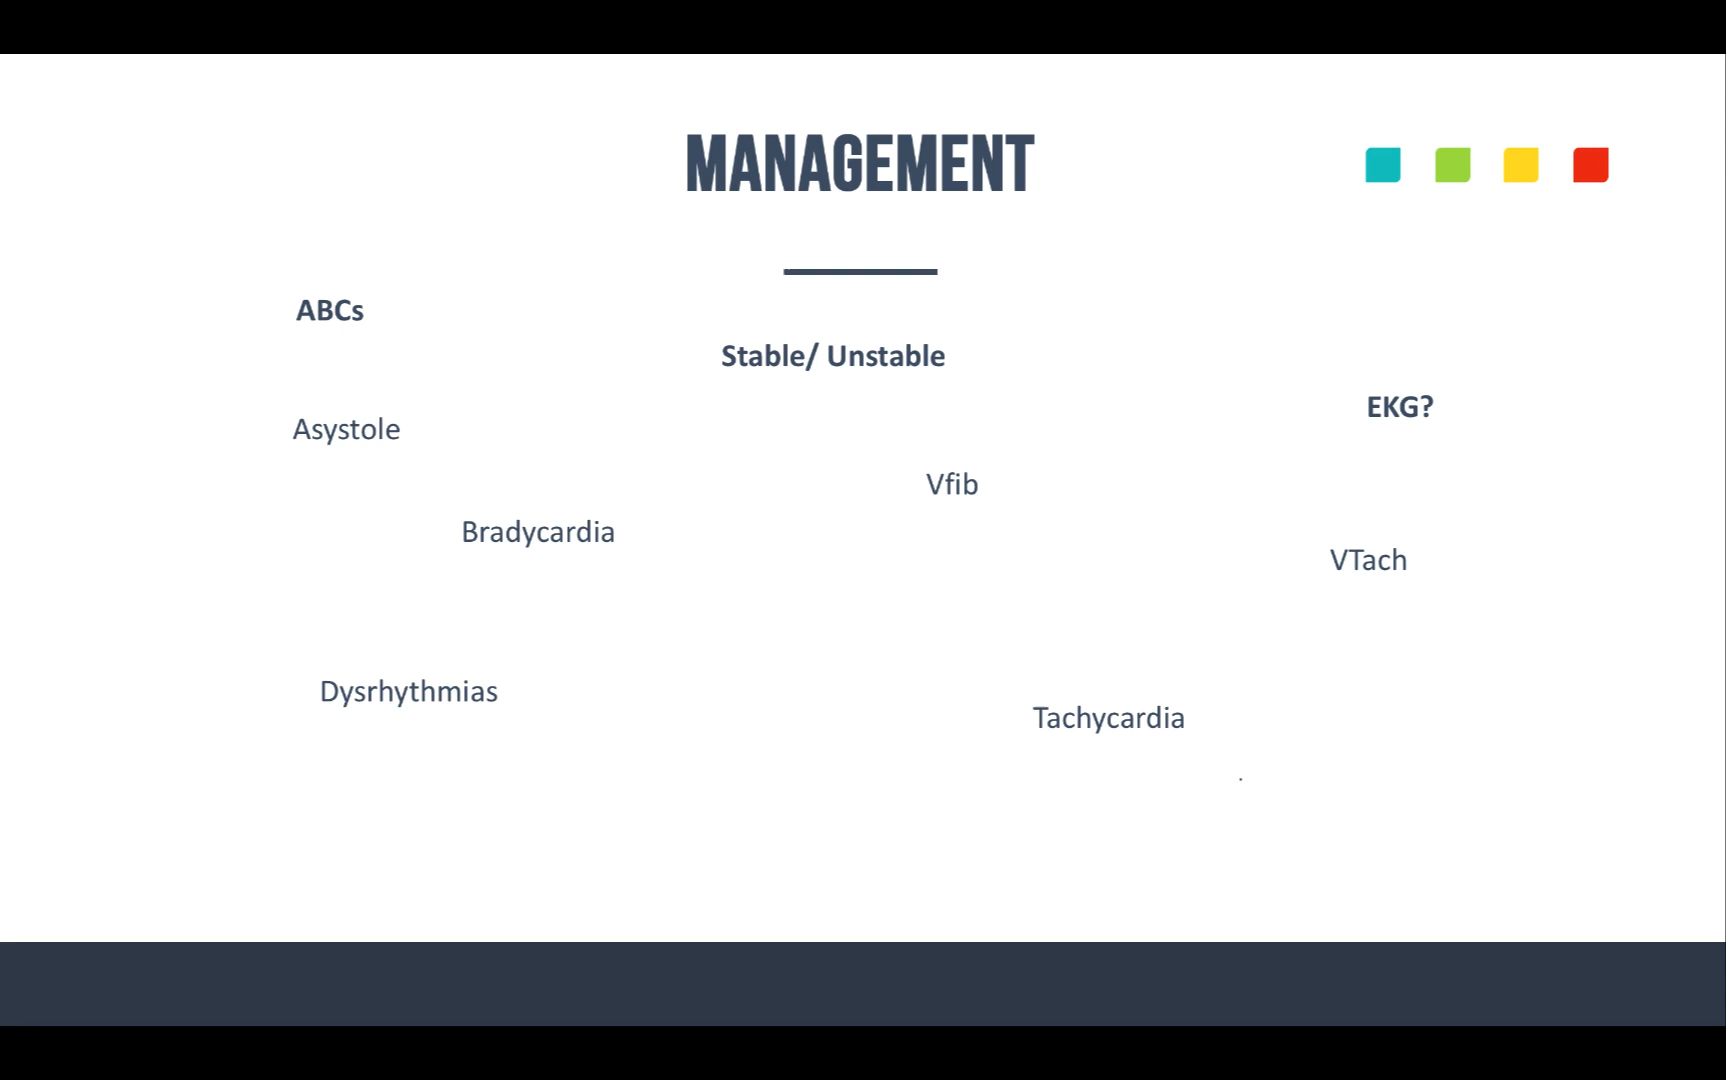 MANAGEMENT
ABCs
Stable/ Unstable
EKG?
Asystole
Vfib
Bradycardia
VTach
Dysrhythmias
Tachycardia
.